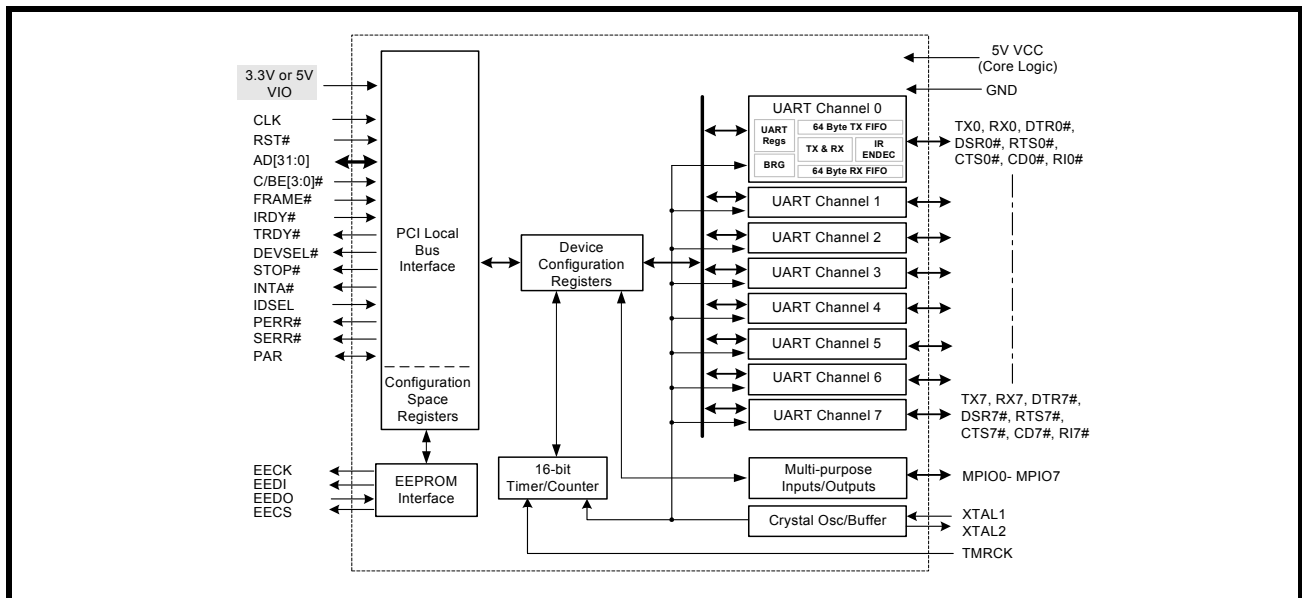 3.3V or 5V
VIO
CLK
RST#
AD[31:0]
C/BE[3:0]#
FRAME#
IRDY#
TRDY#
DEVSEL#
STOP#
INTA#
IDSEL
PERR#
SERR#
PAR
EECK
EEDI
EEDO
EECS
PCI Local
Bus
Interface
Configuration
Space
Registers
EEPROM
Interface
Device
Configuration
Registers
16-bit
Timer/Counter
UART Channel 0
UART
Regs
64 Byte TX FIFO
TX & RX
IR
ENDEC
BRG
64 Byte RX FIFO
UART Channel 1
UART Channel 2
UART Channel 3
UART Channel 4
UART Channel 5
UART Channel 6
UART Channel 7
Multi-purpose
Inputs/Outputs
Crystal Osc/Buffer
5V VCC
(Core Logic)
GND
TX0, RX0, DTR0#,
DSR0#, RTS0#,
CTS0#, CD0#, RI0#
TX7, RX7, DTR7#,
DSR7#, RTS7#,
CTS7#, CD7#, RI7#
MPIO0- MPIO7
XTAL1
XTAL2
TMRCK